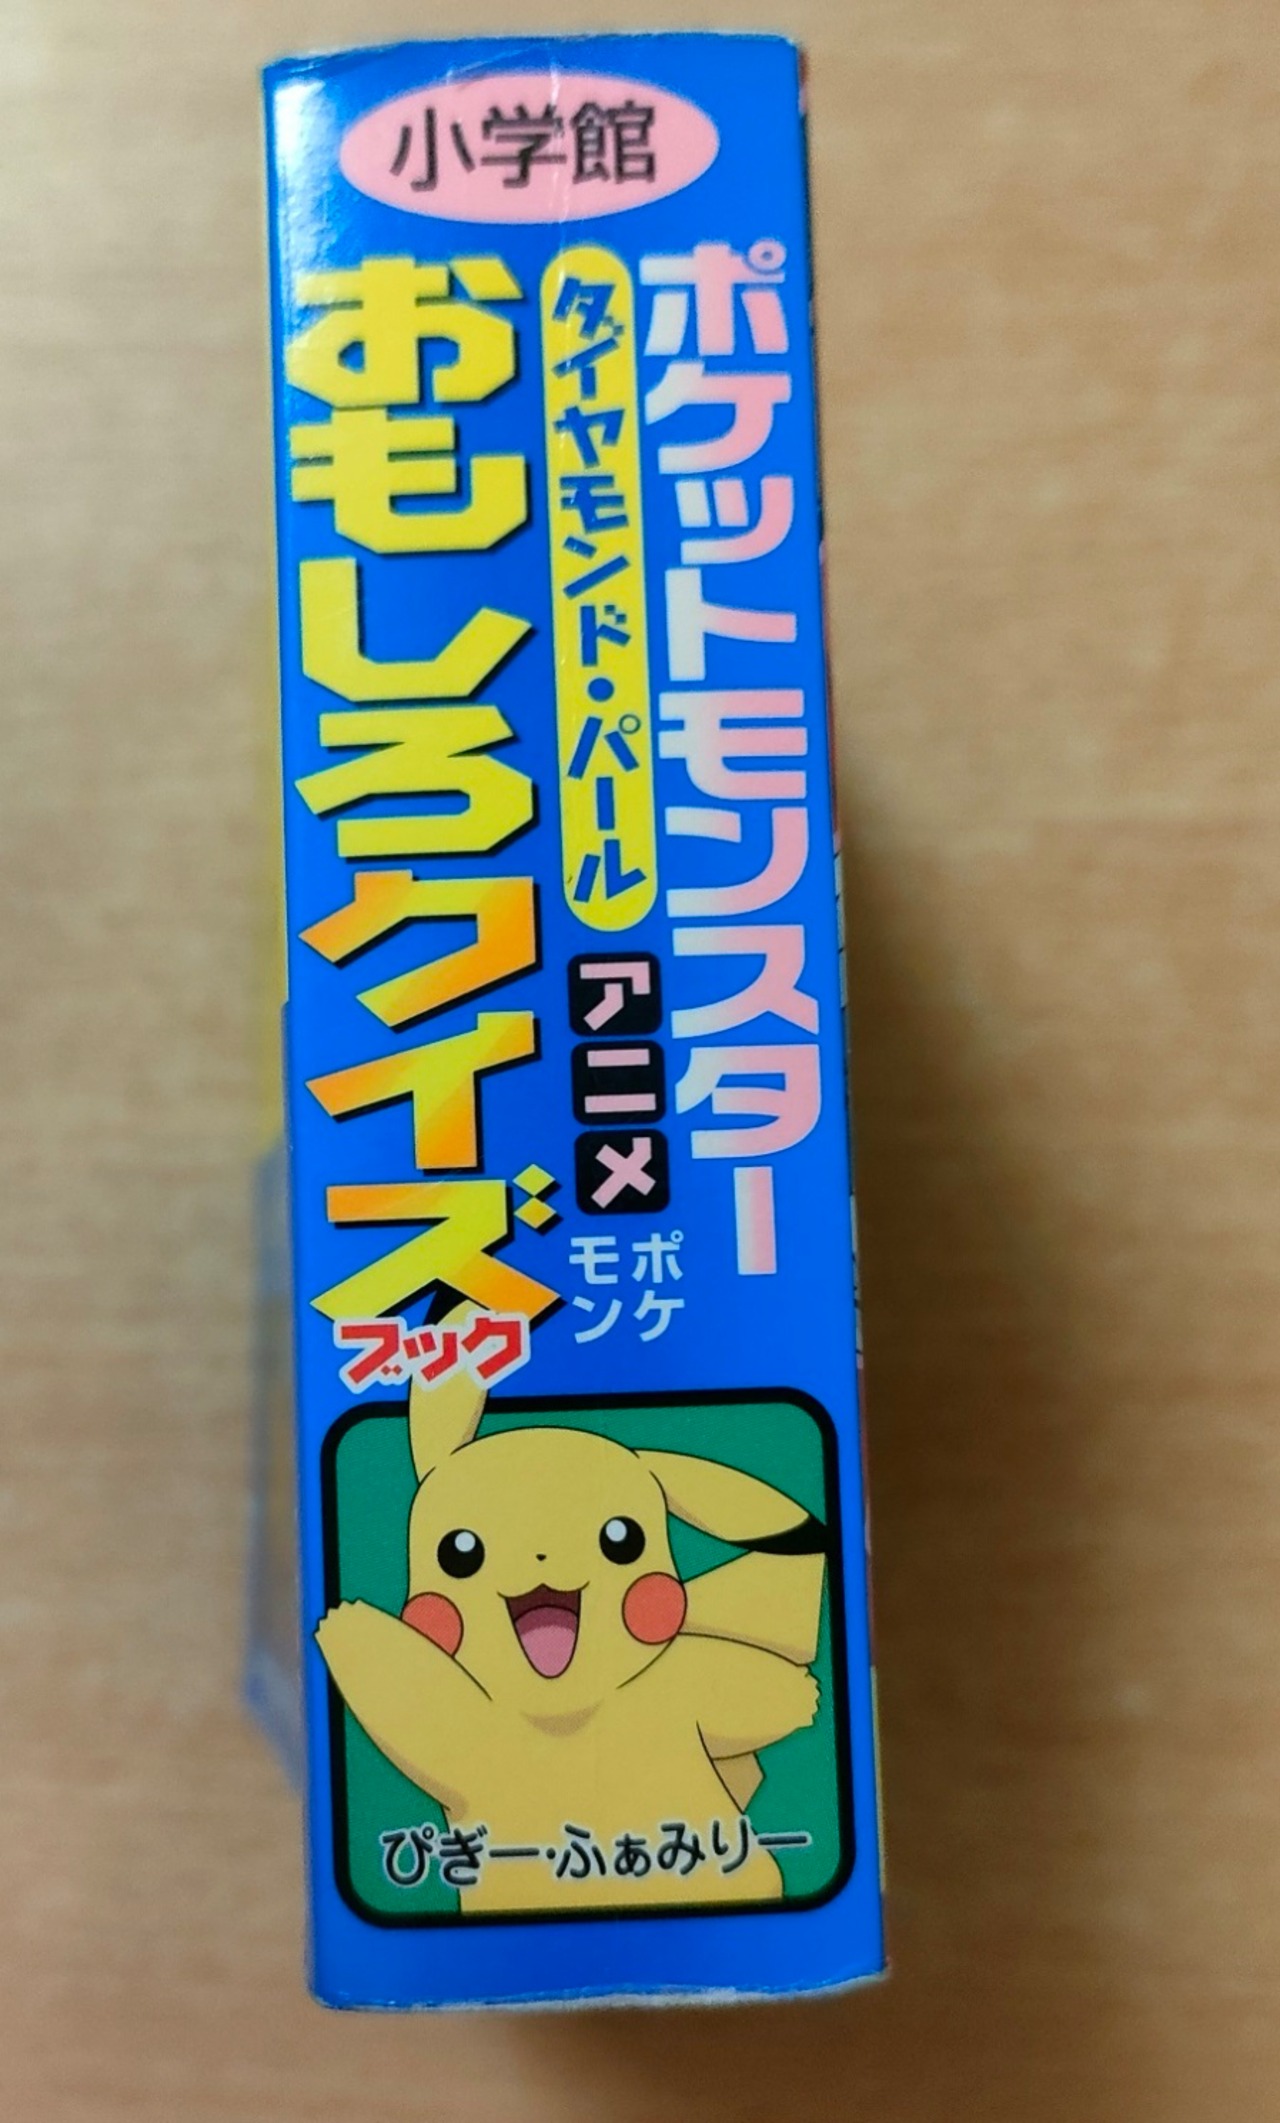 小学館
ポケットモンスター
ダイヤモンド・パール
アニメ
ポケ
モン
おもしろクイズ
ブック
ぴぎー・ふぁみりー